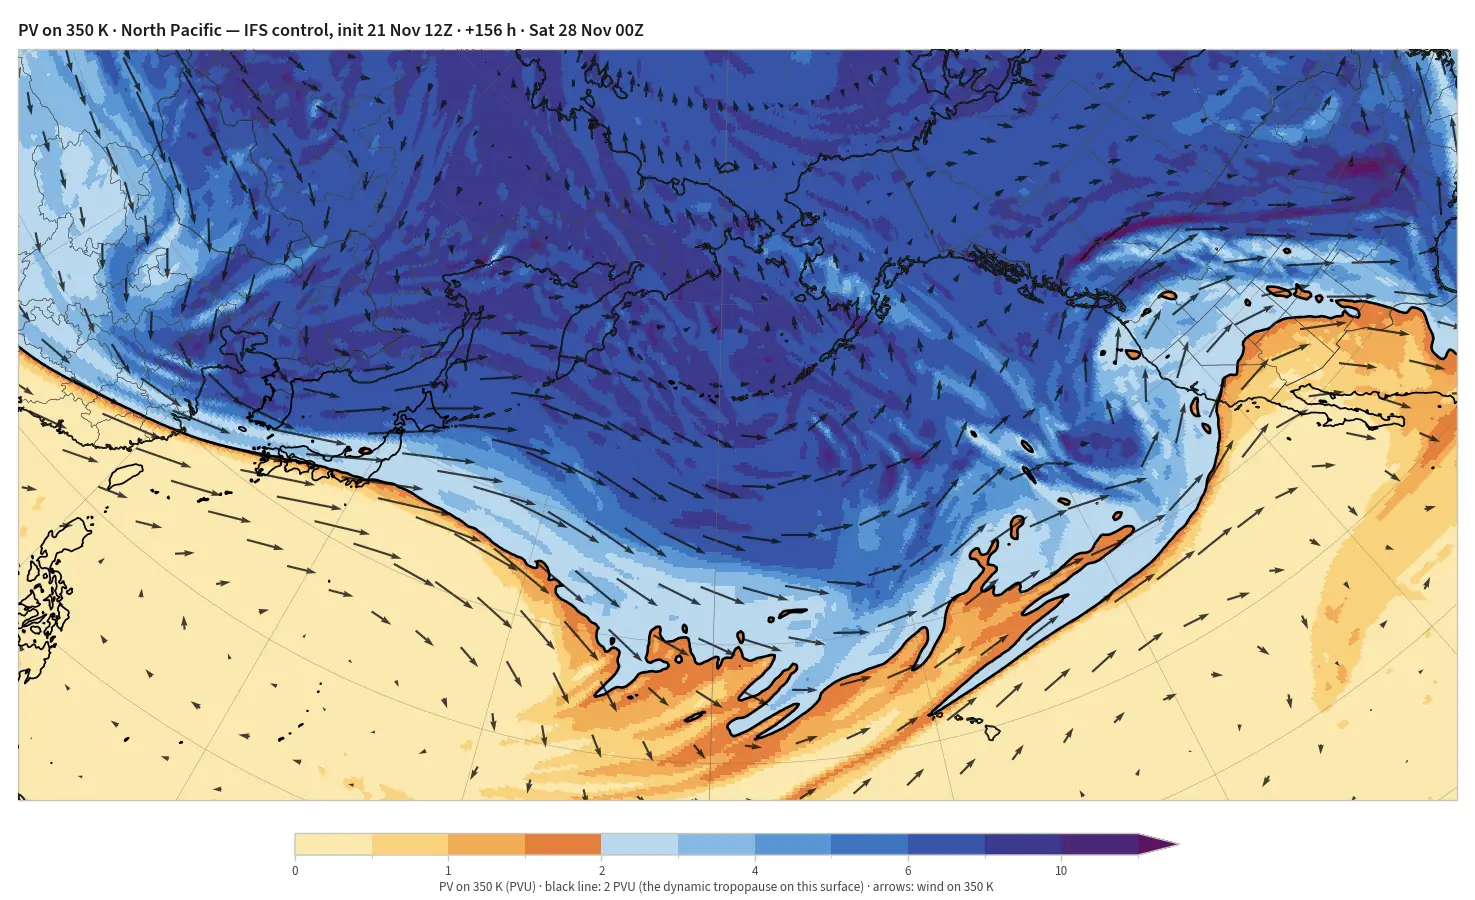 PV on 350 K · North Pacific — IFS control, init 21 Nov 12Z · +156 h · Sat 28 Nov 00Z
0 1 2 4 6 10
PV on 350 K (PVU) · black line: 2 PVU (the dynamic tropopause on this surface) · arrows: wind on 350 K